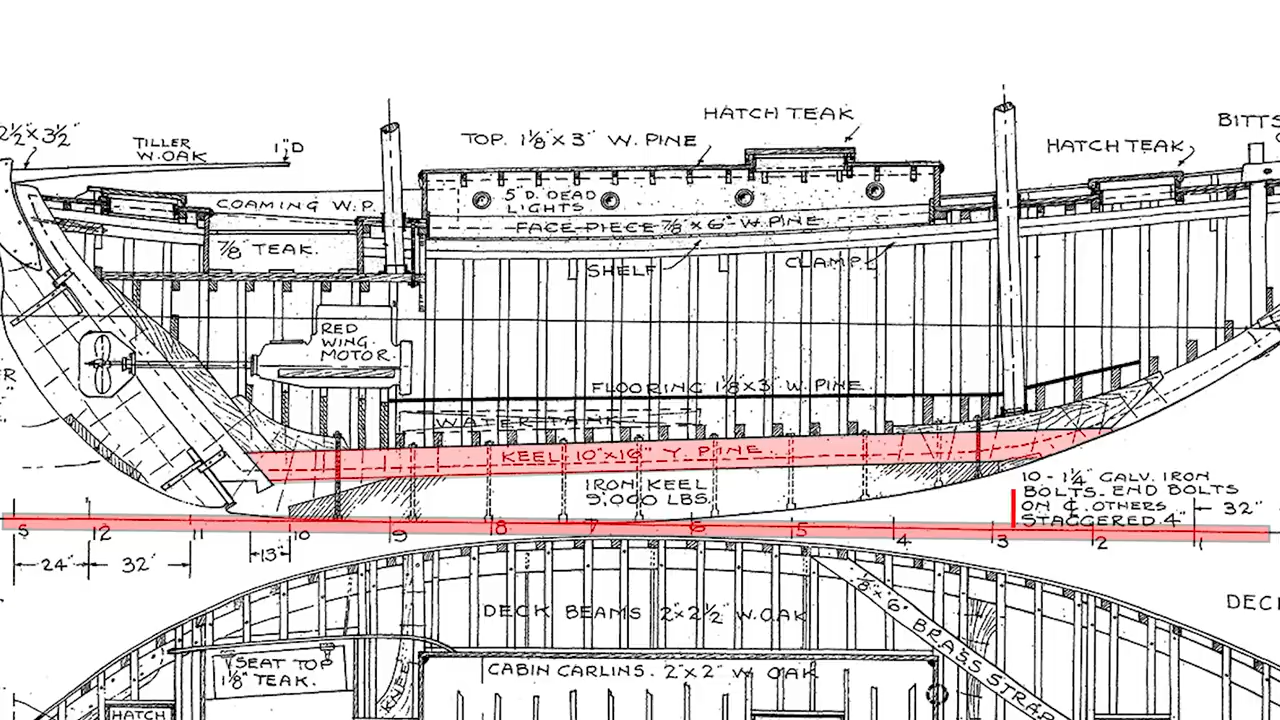 HATCH TEAK
2½"×3½"
TILLER
W.OAK
1"D
TOP. 1⅛"×3" W. PINE
HATCH TEAK
BITTS
COAMING W.P.
5"D. DEAD
LIGHTS
FACE-PIECE ⅞"×6" W.PINE
⅞" TEAK.
SHELF
CLAMP
RED
WING
MOTOR.
FLOORING 1⅛"×3" W. PINE
WATER TANK
KEEL 10"×16" Y. PINE
IRON KEEL
9,000 LBS.
10 - 1¼" GALV. IRON
BOLTS. END BOLTS
ON ℄. OTHERS
STAGGERED 4"
32"
12 11 10 9 8 7 6 5 4 3 2 1
24" 32" 13"
DECK BEAMS 2"×2½" W.OAK
BRASS STRAP
SEAT TOP
1⅛" TEAK.
KNEE
CABIN CARLINS. 2"×2" W OAK
HATCH